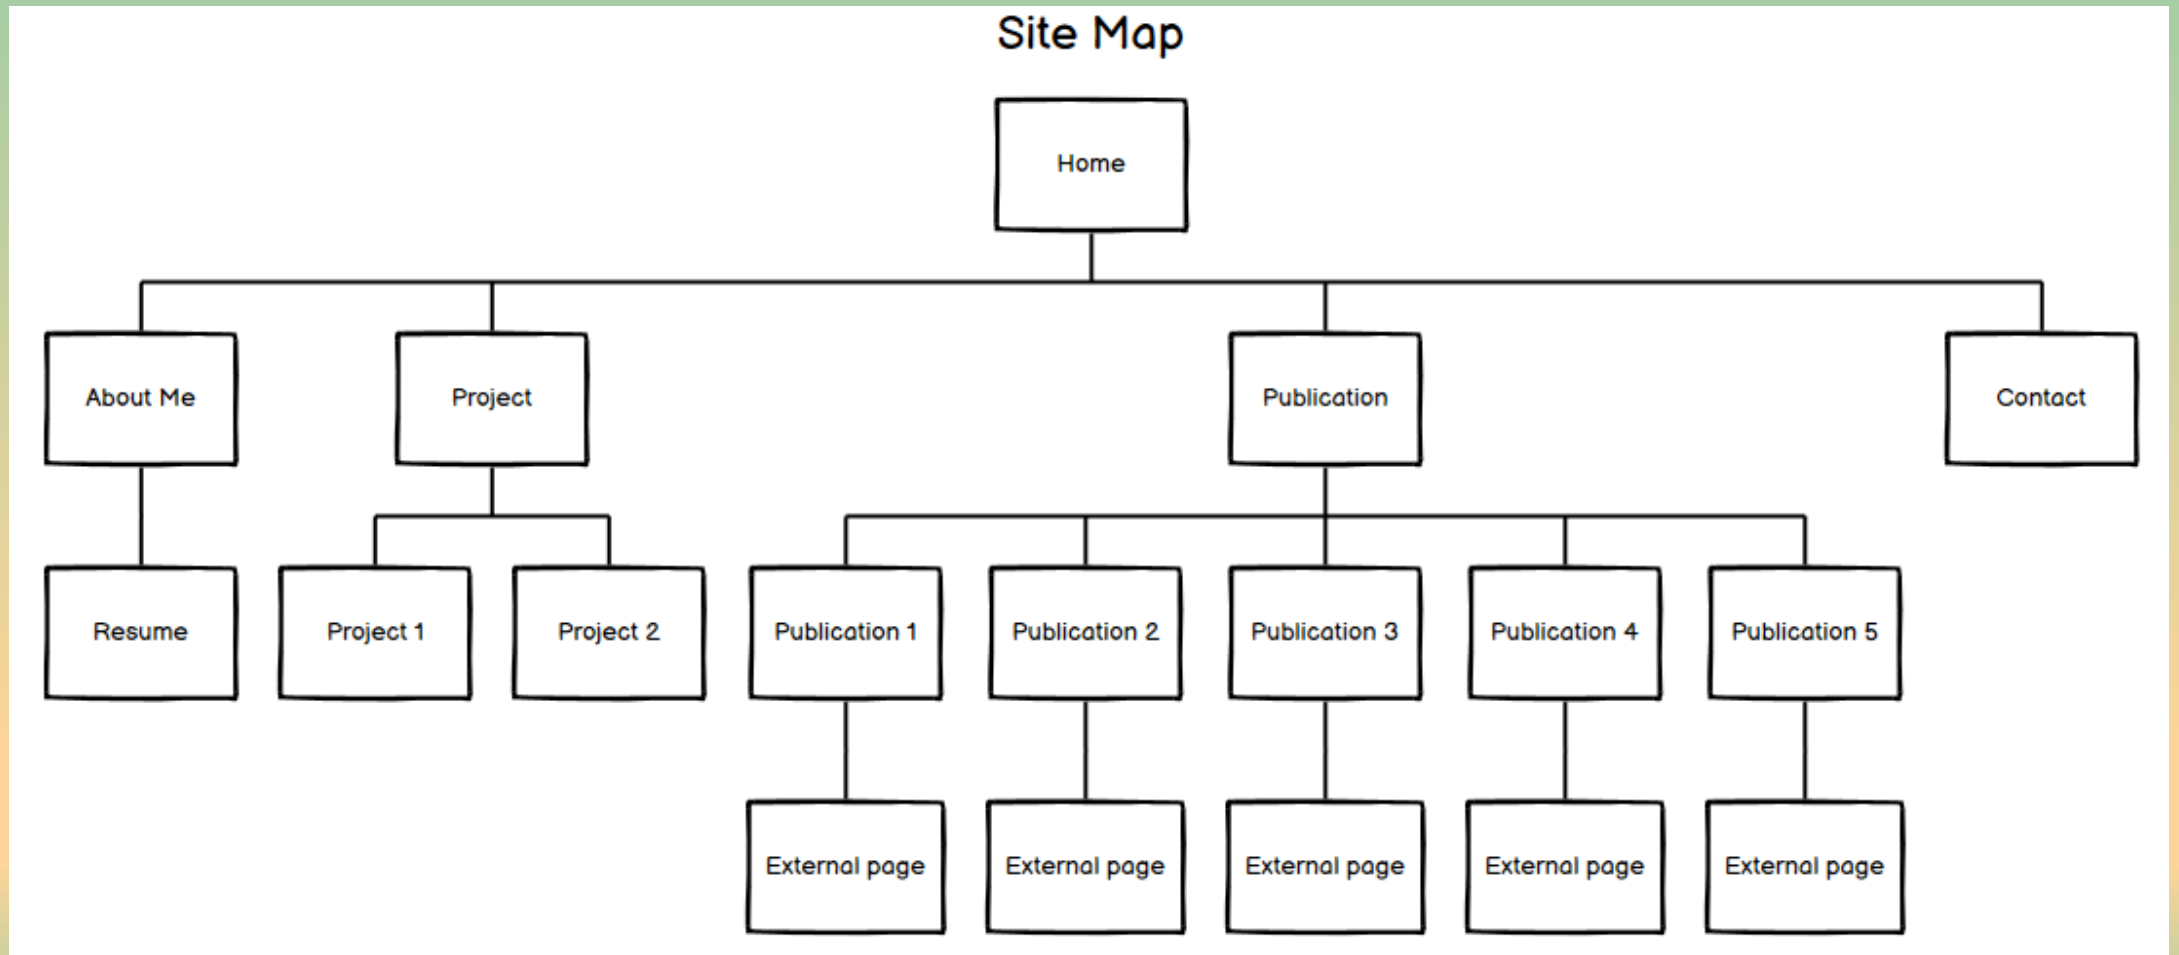 Site Map
Home
About Me
Project
Publication
Contact
Resume
Project 1
Project 2
Publication 1
Publication 2
Publication 3
Publication 4
Publication 5
External page
External page
External page
External page
External page